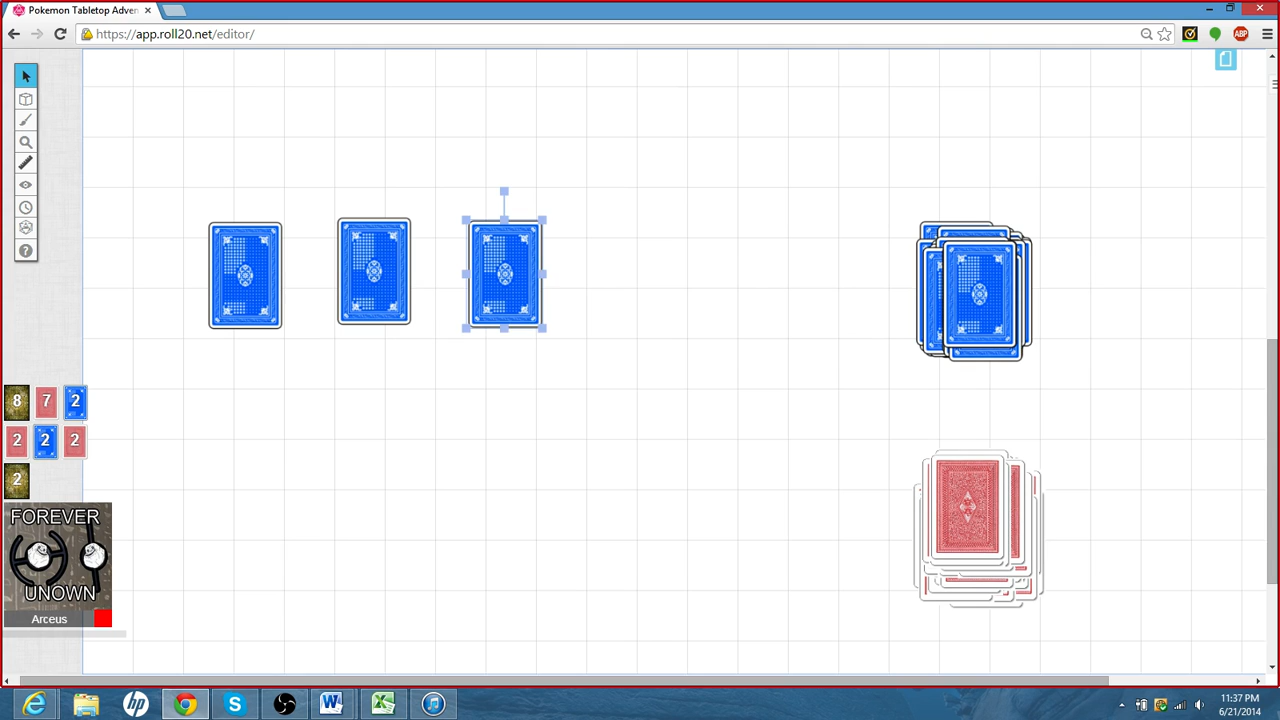 Pokemon Tabletop Adven
https://app.roll20.net/editor/
ABP
8 7 2
2 2 2
2
FOREVER
UNOWN
Arceus
11:37 PM
6/21/2014